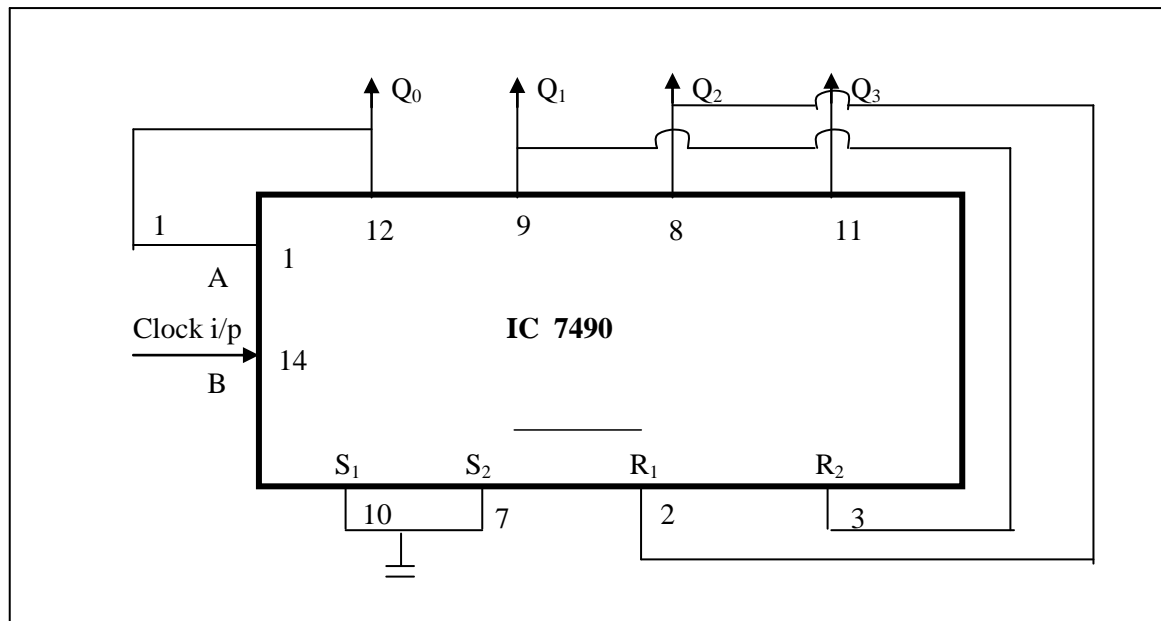 Q₀ Q₁ Q₂ Q₃
1
12 9 8 11
1
A
Clock i/p
IC 7490
14
B
S₁ S₂ R₁ R₂
10 7 2 3